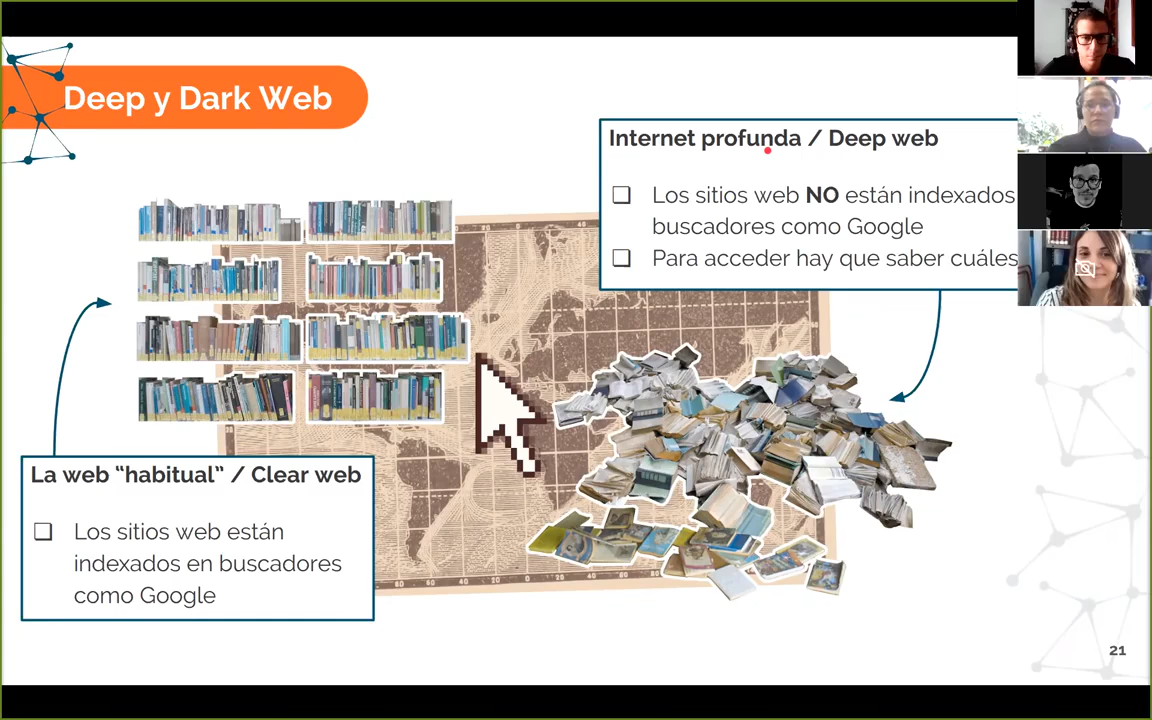 Deep y Dark Web
Internet profunda / Deep web
❏ Los sitios web NO están indexados
buscadores como Google
❏ Para acceder hay que saber cuáles
La web “habitual” / Clear web
❏ Los sitios web están
indexados en buscadores
como Google
21